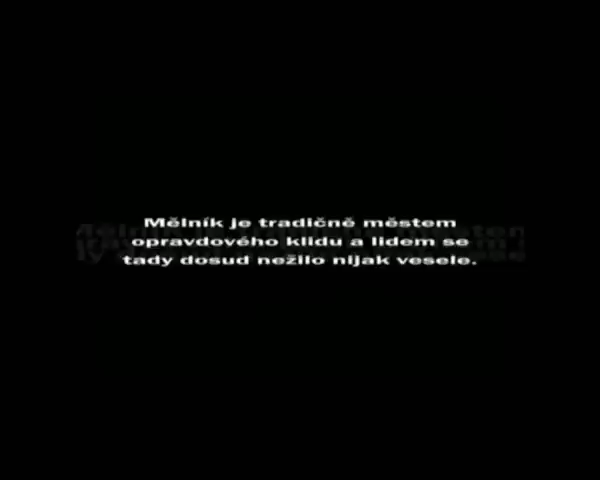 Mělník je tradičně městem
opravdového klidu a lidem se
tady dosud nežilo nijak vesele.